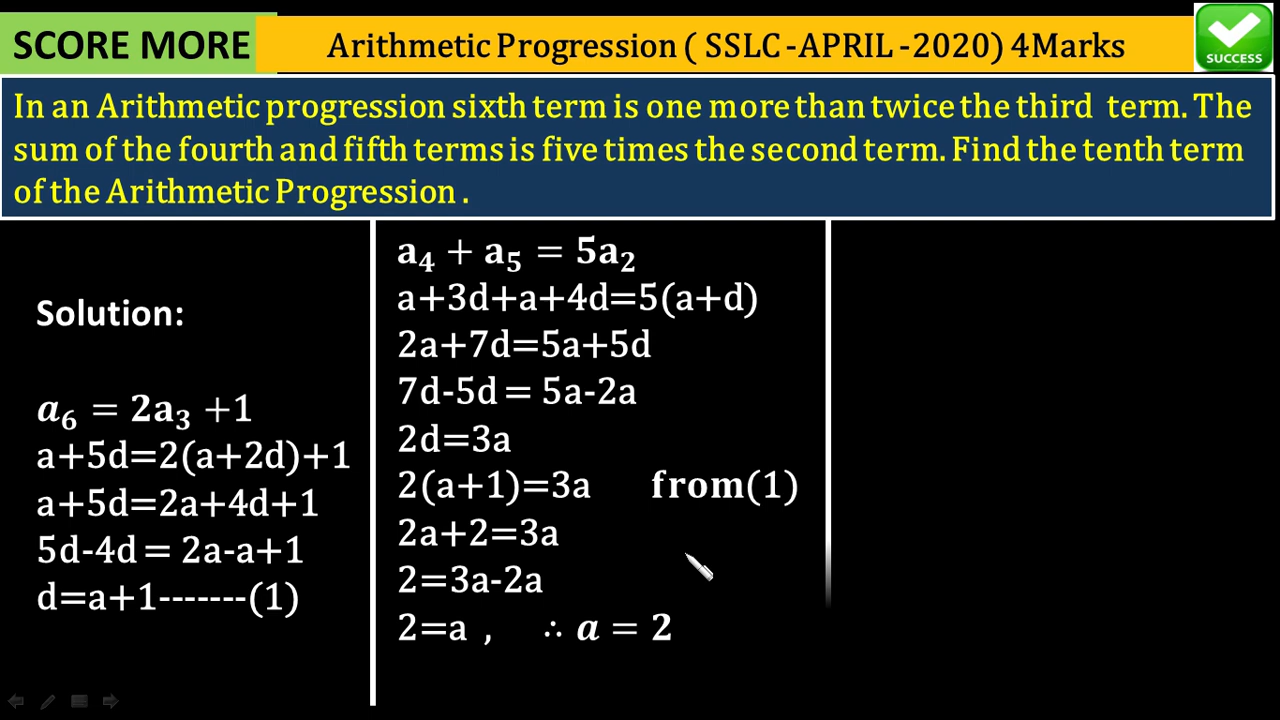 SCORE MORE
Arithmetic Progression ( SSLC -APRIL -2020) 4Marks
SUCCESS
In an Arithmetic progression sixth term is one more than twice the third term. The
sum of the fourth and fifth terms is five times the second term. Find the tenth term
of the Arithmetic Progression .
Solution:
a₆ = 2a₃ +1
a+5d=2(a+2d)+1
a+5d=2a+4d+1
5d-4d= 2a-a+1
d=a+1-------(1)
a₄ + a₅ = 5a₂
a+3d+a+4d=5(a+d)
2a+7d=5a+5d
7d-5d= 5a-2a
2d=3a
2(a+1)=3a from(1)
2a+2=3a
2=3a-2a
2=a , ∴ a = 2